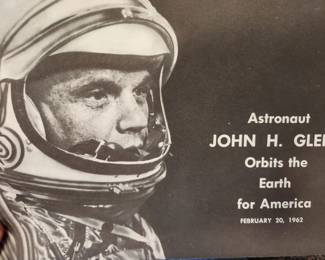 Astronaut
JOHN H. GLE
Orbits the
Earth
for America
FEBRUARY 20, 1962